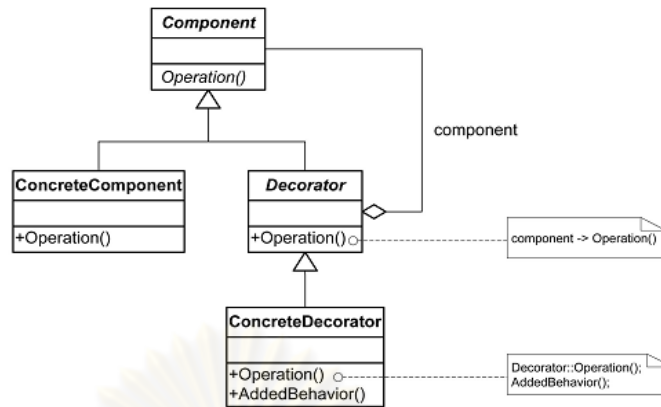 Component
Operation()
component
ConcreteComponent
+Operation()
Decorator
+Operation()
component -> Operation()
ConcreteDecorator
+Operation()
+AddedBehavior()
Decorator::Operation();
AddedBehavior();